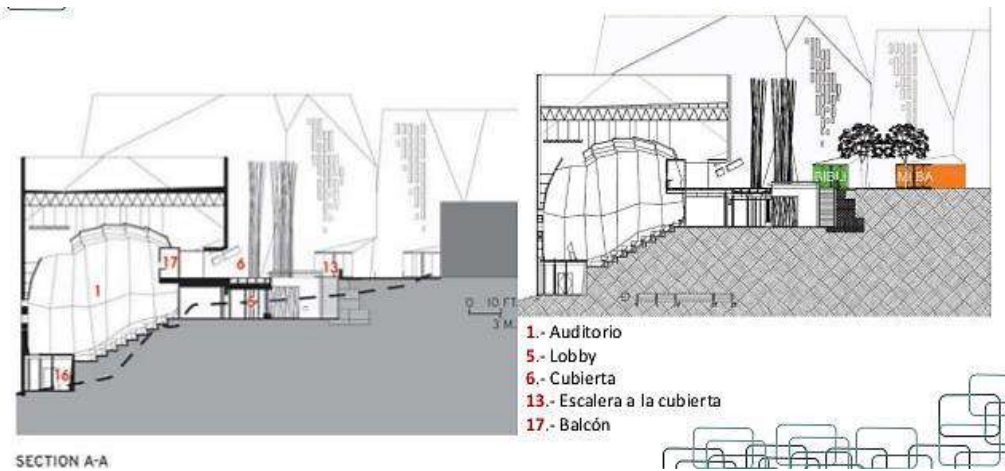 17
6
13
1
5
16
0 10 FT.
3 M.
SECTION A-A
BIBLI
1.- Auditorio
5.- Lobby
6.- Cubierta
13.- Escalera a la cubierta
17.- Balcón